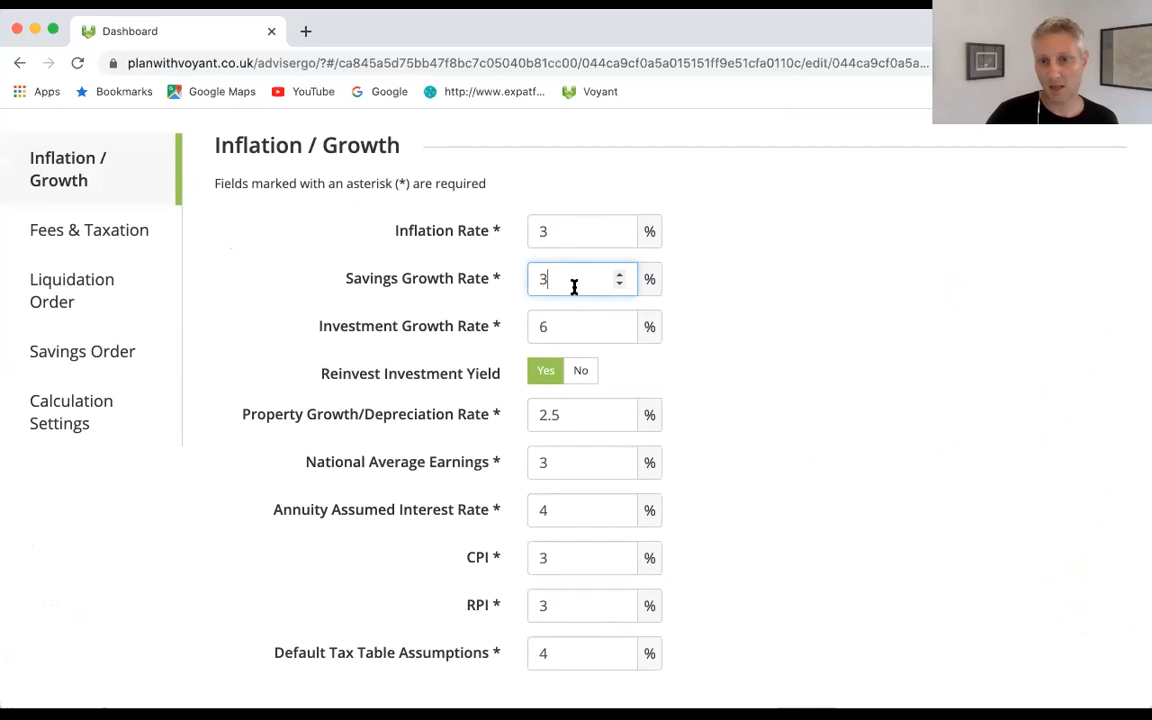 Dashboard
planwithvoyant.co.uk/advisergo/?#/ca845a5d75bb47f8bc7c05040b81cc00/044ca9cf0a5a015151ff9e51cfa0110c/edit/044ca9cf0a5a...
Apps Bookmarks Google Maps YouTube Google http://www.expatf... Voyant
Inflation / Growth
Fees & Taxation
Liquidation Order
Savings Order
Calculation Settings
Inflation / Growth
Fields marked with an asterisk (*) are required
Inflation Rate * 3 %
Savings Growth Rate * 3 %
Investment Growth Rate * 6 %
Reinvest Investment Yield Yes No
Property Growth/Depreciation Rate * 2.5 %
National Average Earnings * 3 %
Annuity Assumed Interest Rate * 4 %
CPI * 3 %
RPI * 3 %
Default Tax Table Assumptions * 4 %